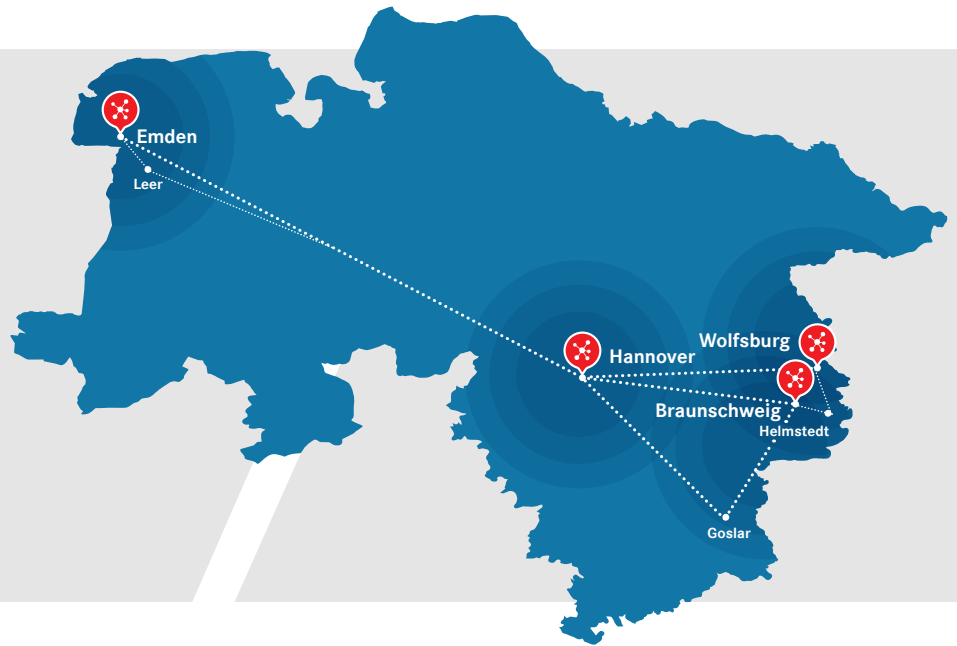 Emden
Leer
Wolfsburg
Hannover
Braunschweig
Helmstedt
Goslar